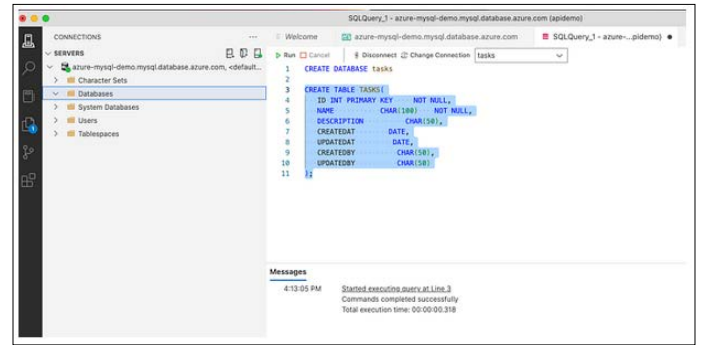 SQLQuery_1 - azure-mysql-demo.mysql.database.azure.com (apidemo)
CONNECTIONS ...
Welcome azure-mysql-demo.mysql.database.azure.com SQLQuery_1 - azure-...pidemo)
SERVERS
Run Cancel Disconnect Change Connection tasks
azure-mysql-demo.mysql.database.azure.com, <default...
Character Sets
Databases
System Databases
Users
Tablespaces
1 CREATE DATABASE tasks
2
3 CREATE TABLE TASKS(
4 ID INT PRIMARY KEY NOT NULL,
5 NAME CHAR(100) NOT NULL,
6 DESCRIPTION CHAR(50),
7 CREATEDAT DATE,
8 UPDATEDAT DATE,
9 CREATEDBY CHAR(50),
10 UPDATEDBY CHAR(50)
11 );
Messages
4:13:05 PM Started executing query at Line 3
Commands completed successfully
Total execution time: 00:00:00.318